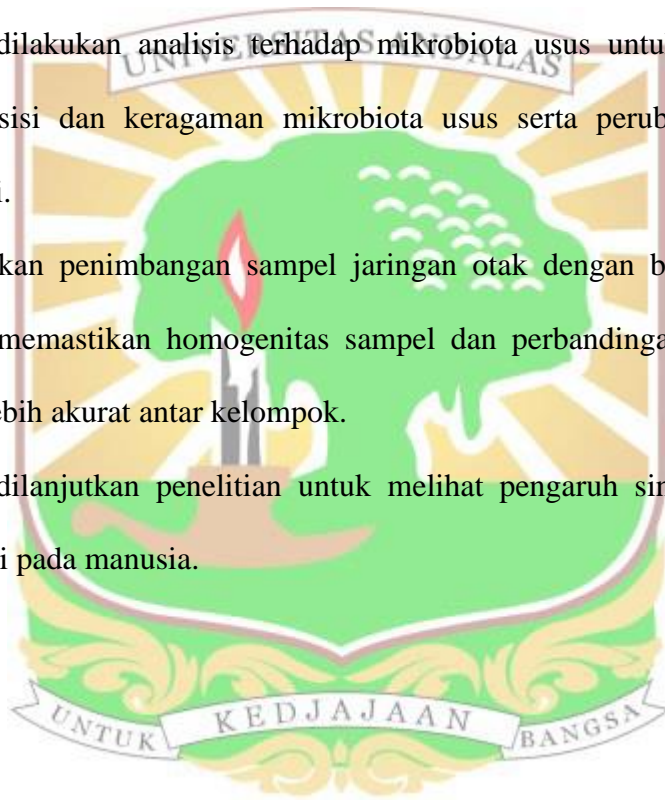 UNIVERSITAS ANDALAS
dilakukan analisis terhadap mikrobiota usus untu
sisi dan keragaman mikrobiota usus serta perub
i.
kan penimbangan sampel jaringan otak dengan b
memastikan homogenitas sampel dan perbandinga
ebih akurat antar kelompok.
dilanjutkan penelitian untuk melihat pengaruh sin
i pada manusia.
UNTUK KEDJAJAAN BANGSA